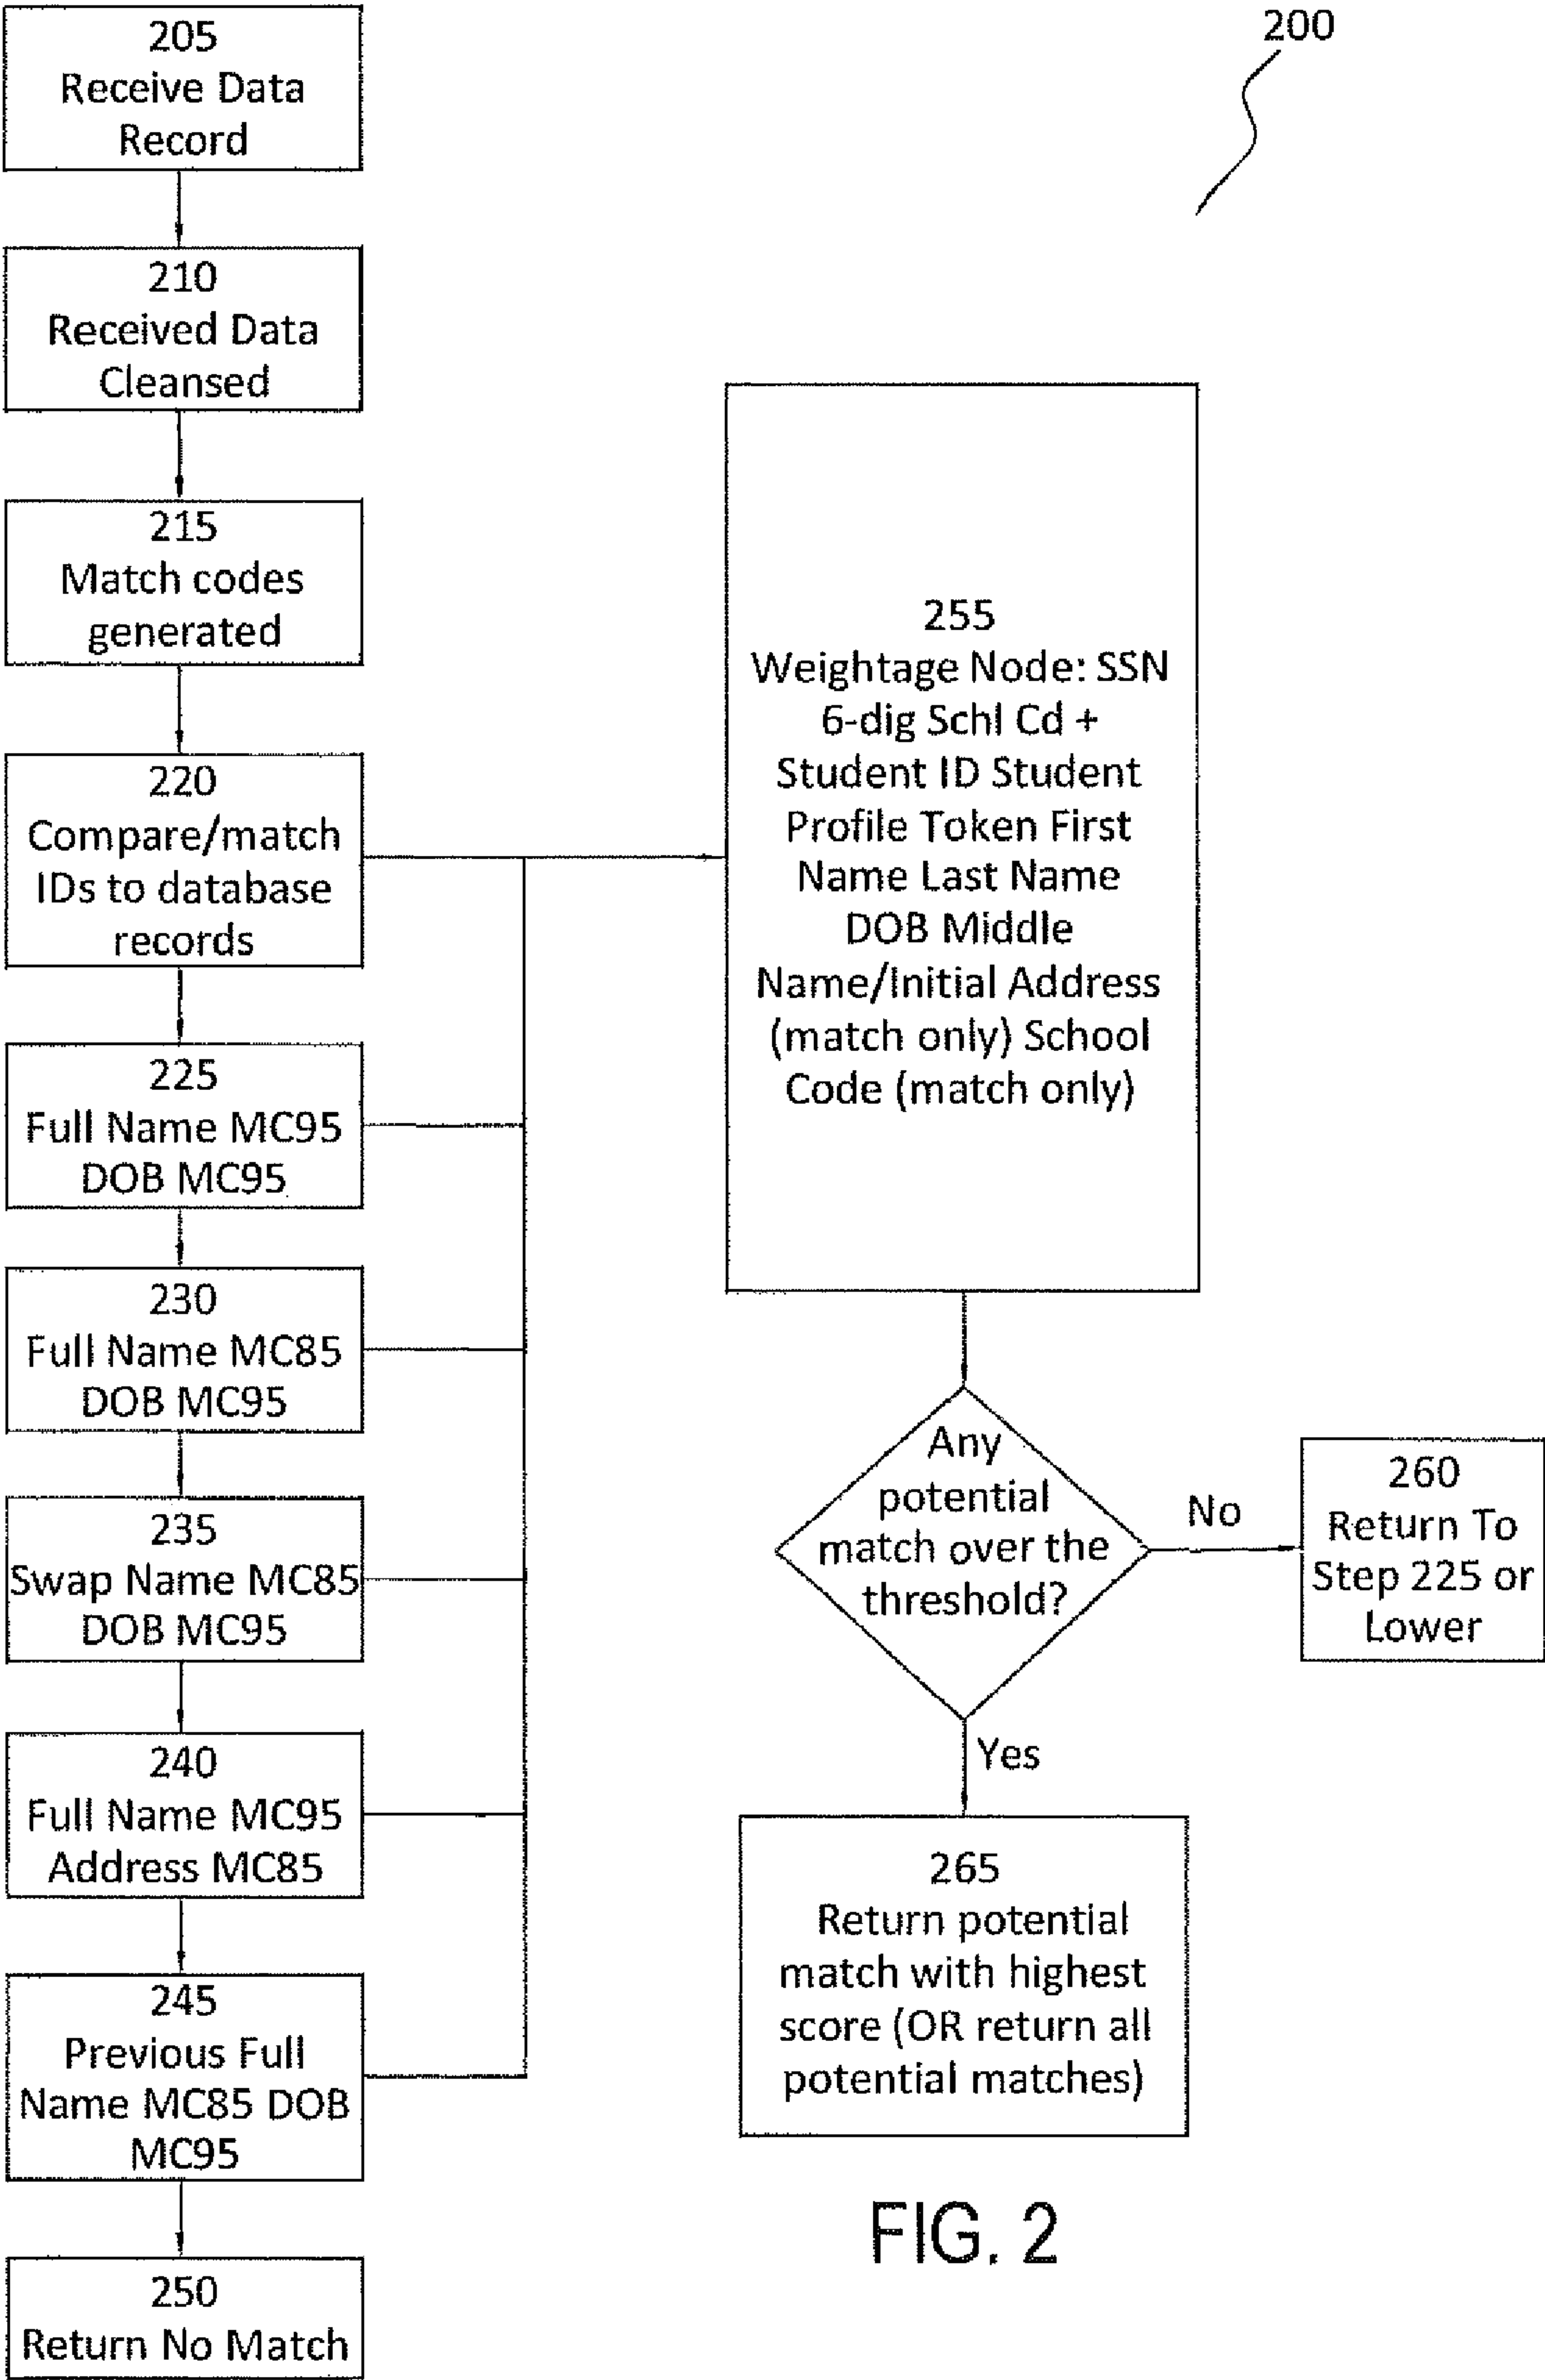 200
205
Receive Data
Record
210
Received Data
Cleansed
215
Match codes
generated
220
Compare/match
IDs to database
records
225
Full Name MC95
DOB MC95
230
Full Name MC85
DOB MC95
235
Swap Name MC85
DOB MC95
240
Full Name MC95
Address MC85
245
Previous Full
Name MC85 DOB
MC95
250
Return No Match
255
Weightage Node: SSN
6-dig Schl Cd +
Student ID Student
Profile Token First
Name Last Name
DOB Middle
Name/Initial Address
(match only) School
Code (match only)
Any
potential
match over the
threshold?
No
260
Return To
Step 225 or
Lower
Yes
265
Return potential
match with highest
score (OR return all
potential matches)
FIG. 2